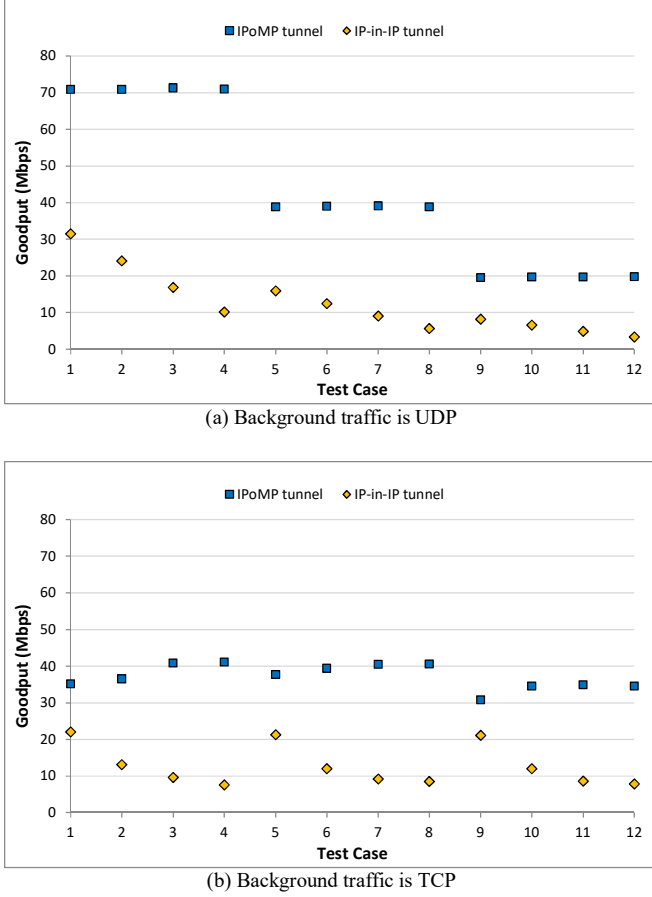 IPoMP tunnel IP-in-IP tunnel
80
70
60
50
40
30
20
10
0
Goodput (Mbps)
1 2 3 4 5 6 7 8 9 10 11 12
Test Case
(a) Background traffic is UDP
IPoMP tunnel IP-in-IP tunnel
80
70
60
50
40
30
20
10
0
Goodput (Mbps)
1 2 3 4 5 6 7 8 9 10 11 12
Test Case
(b) Background traffic is TCP